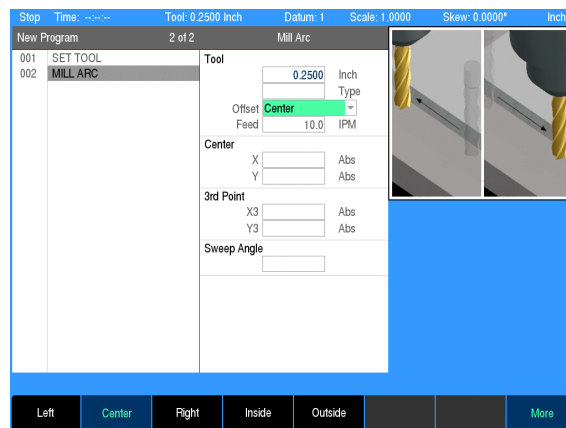 Stop Time: --:--:-- Tool: 0.2500 Inch Datum: 1 Scale: 1.0000 Skew: 0.0000° Inch
New Program 2 of 2 Mill Arc
001 SET TOOL
002 MILL ARC
Tool
0.2500 Inch
Type
Offset Center
Feed 10.0 IPM
Center
X Abs
Y Abs
3rd Point
X3 Abs
Y3 Abs
Sweep Angle
Left Center Right Inside Outside More